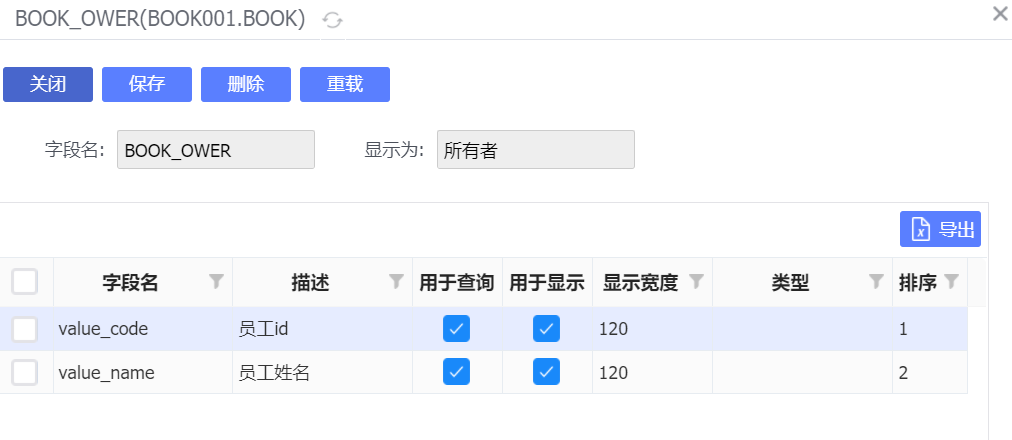 BOOK_OWER(BOOK001.BOOK)
关闭 保存 删除 重载
字段名: BOOK_OWER 显示为: 所有者
导出
字段名 描述 用于查询 用于显示 显示宽度 类型 排序
value_code 员工id 120 1
value_name 员工姓名 120 2